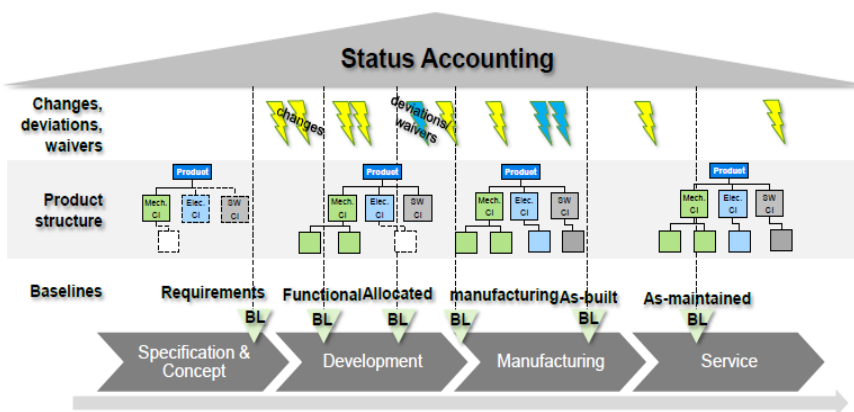 Status Accounting
Changes,
deviations,
waivers
changes
deviations/
waivers
Product
structure
Product
Mech.
CI
Elec.
CI
SW
CI
Product
Mech.
CI
Elec.
CI
SW
CI
Product
Mech.
CI
Elec.
CI
SW
CI
Product
Mech.
CI
Elec.
CI
SW
CI
Baselines
Requirements
BL
Functional
BL
Allocated
BL
manufacturing
BL
As-built
BL
As-maintained
BL
Specification &
Concept
Development
Manufacturing
Service